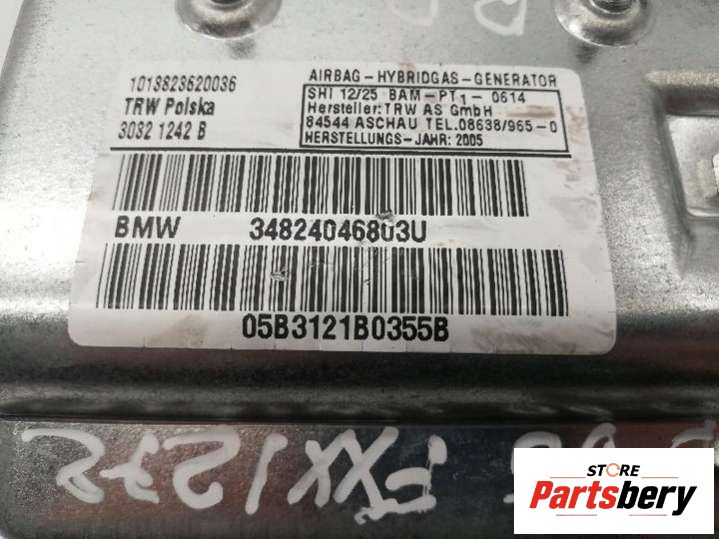 1013823620036
TRW Polska
3032 1242 B
AIRBAG-HYBRIDGAS-GENERATOR
SHI 12/25 BAM-PT1-0614
Hersteller:TRW AS GmbH
84544 ASCHAU TEL.08638/965-0
HERSTELLUNGS-JAHR: 2005
BMW 34824046803U
05B3121B0355B
FXX1272
STORE
Partsbery